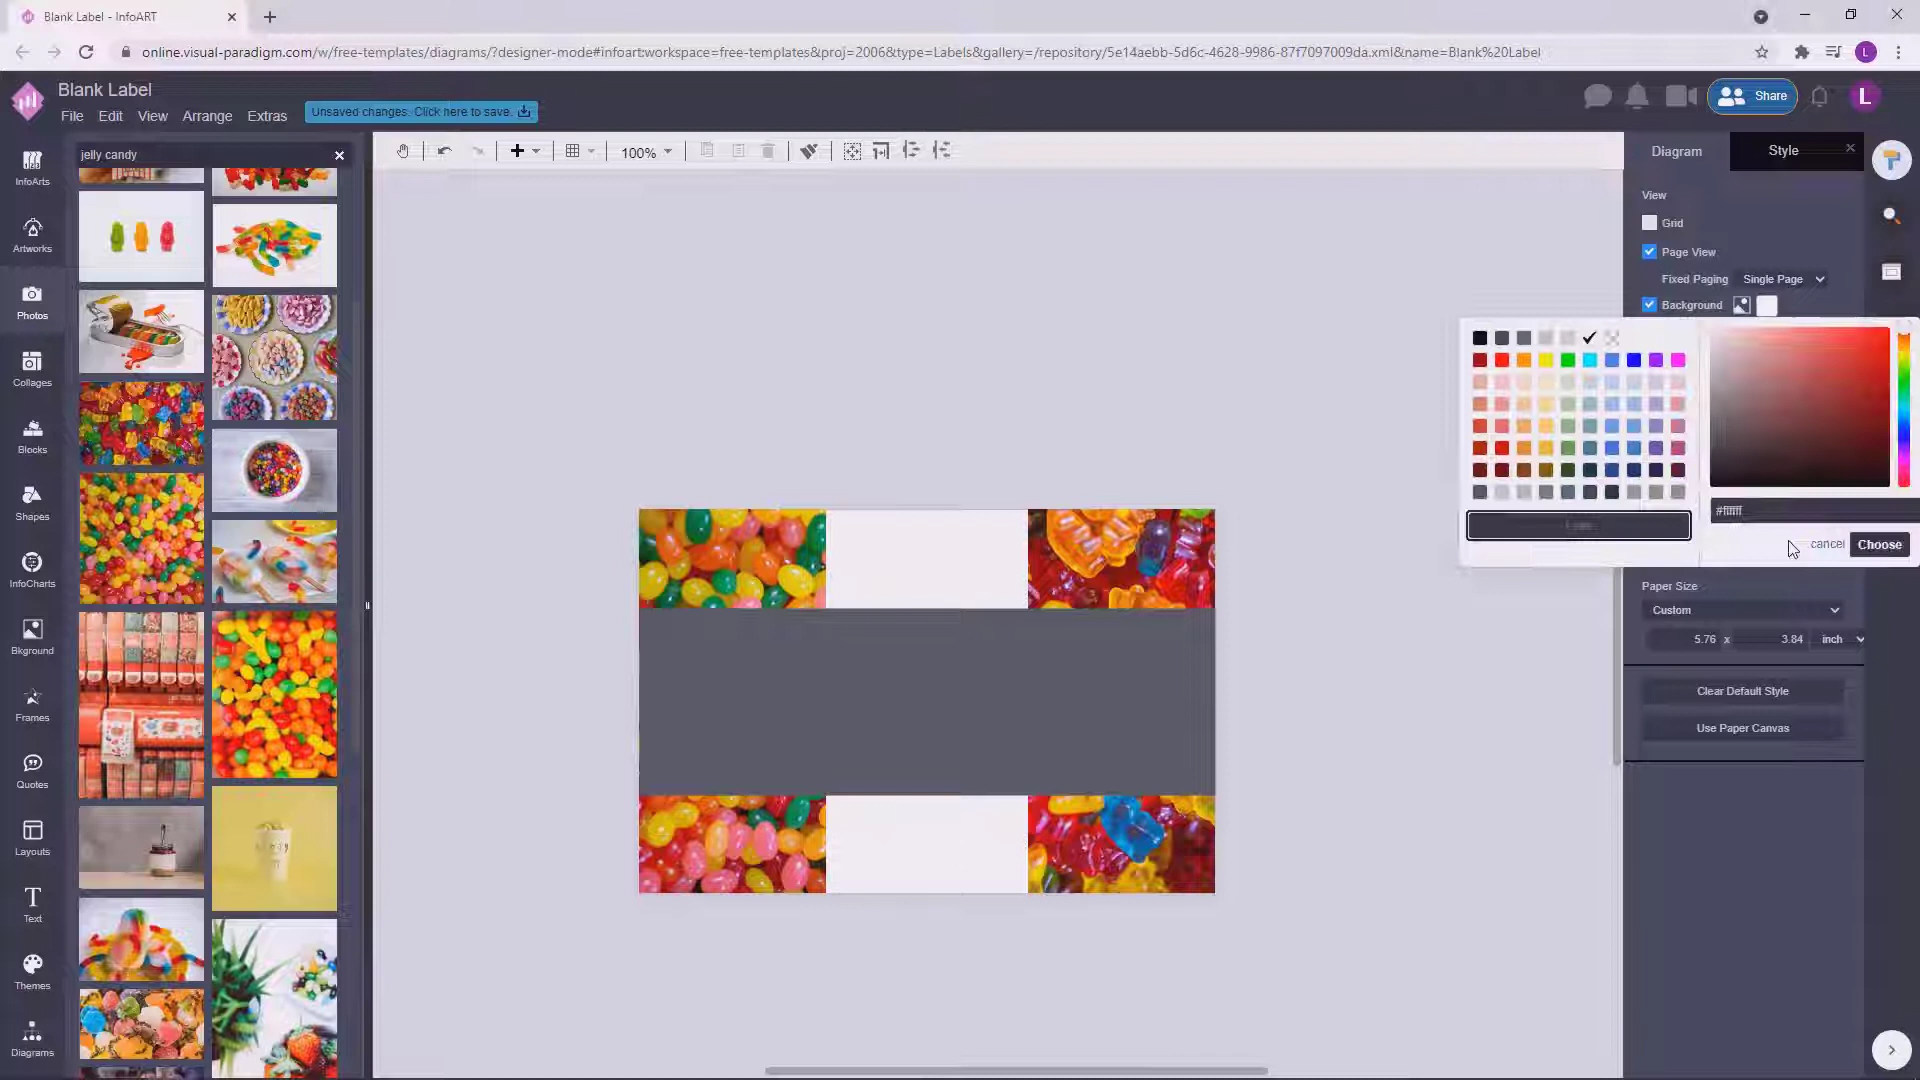 Blank Label - InfoART
online.visual-paradigm.com/w/free-templates/diagrams/?designer-mode#infoart:workspace=free-templates&proj=2006&type=Labels&gallery=/repository/5e14aebb-5d6c-4628-9986-87f7097009da.xml&name=Blank%20Label
L
Blank Label
File Edit View Arrange Extras
Unsaved changes. Click here to save.
Share
L
jelly candy
100%
Diagram
Style
InfoArts
Artworks
Photos
Collages
Blocks
Shapes
InfoCharts
Bkground
Frames
Quotes
Layouts
Text
Themes
Diagrams
View
Grid
Page View
Fixed Paging Single Page
Background
#ffffff
cancel Choose
Paper Size
Custom
5.76 x 3.84 inch
Clear Default Style
Use Paper Canvas